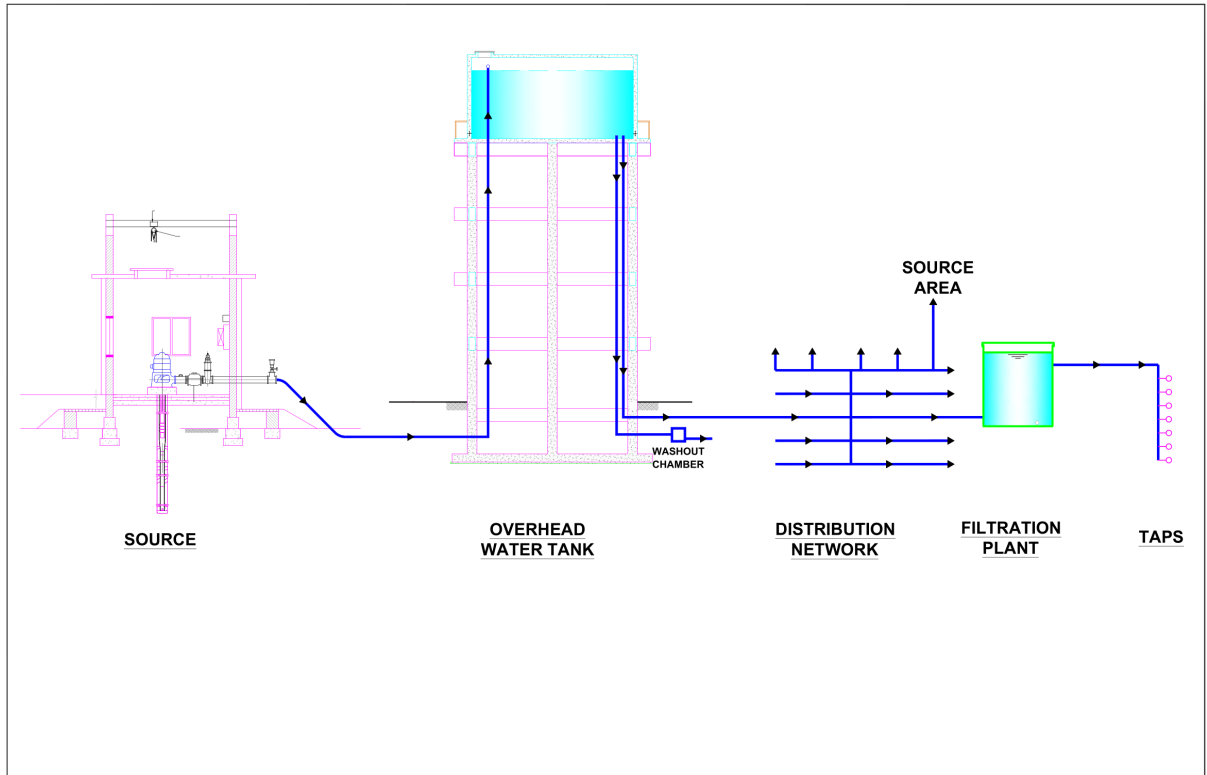 SOURCE
AREA
WASHOUT
CHAMBER
SOURCE
OVERHEAD
WATER TANK
DISTRIBUTION
NETWORK
FILTRATION
PLANT
TAPS